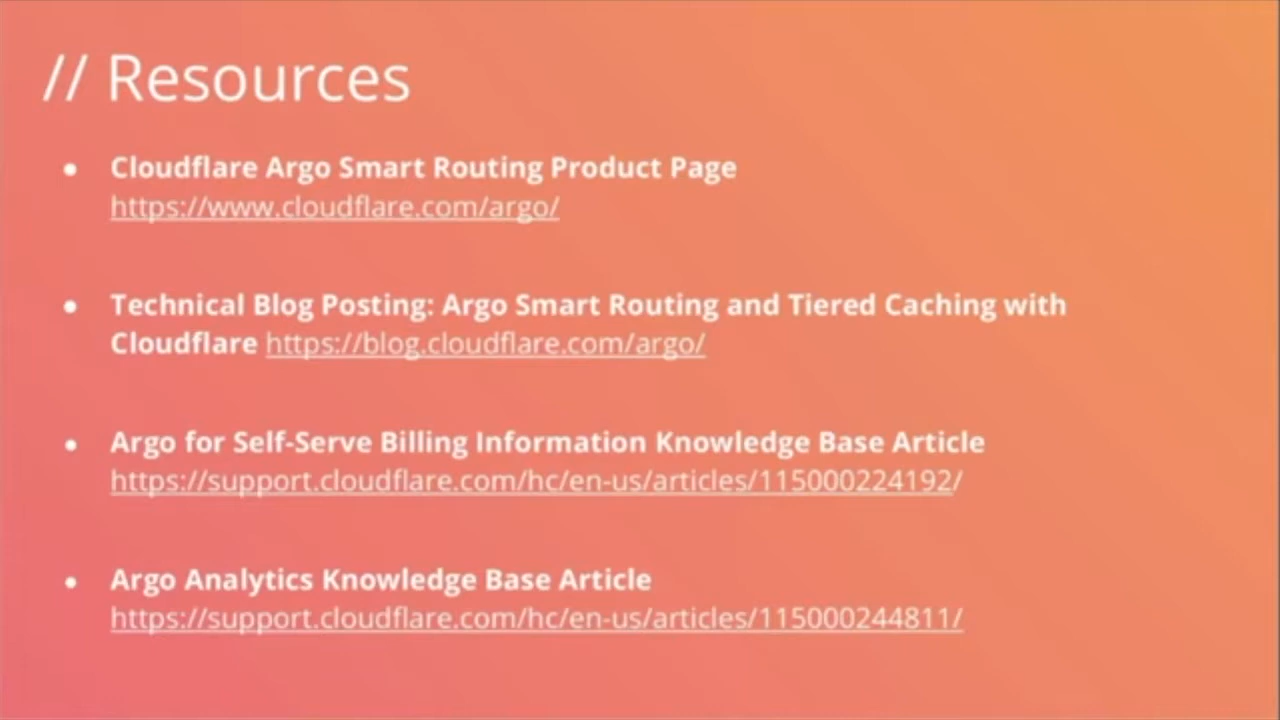 // Resources
• Cloudflare Argo Smart Routing Product Page
https://www.cloudflare.com/argo/
• Technical Blog Posting: Argo Smart Routing and Tiered Caching with
Cloudflare https://blog.cloudflare.com/argo/
• Argo for Self-Serve Billing Information Knowledge Base Article
https://support.cloudflare.com/hc/en-us/articles/115000224192/
• Argo Analytics Knowledge Base Article
https://support.cloudflare.com/hc/en-us/articles/115000244811/